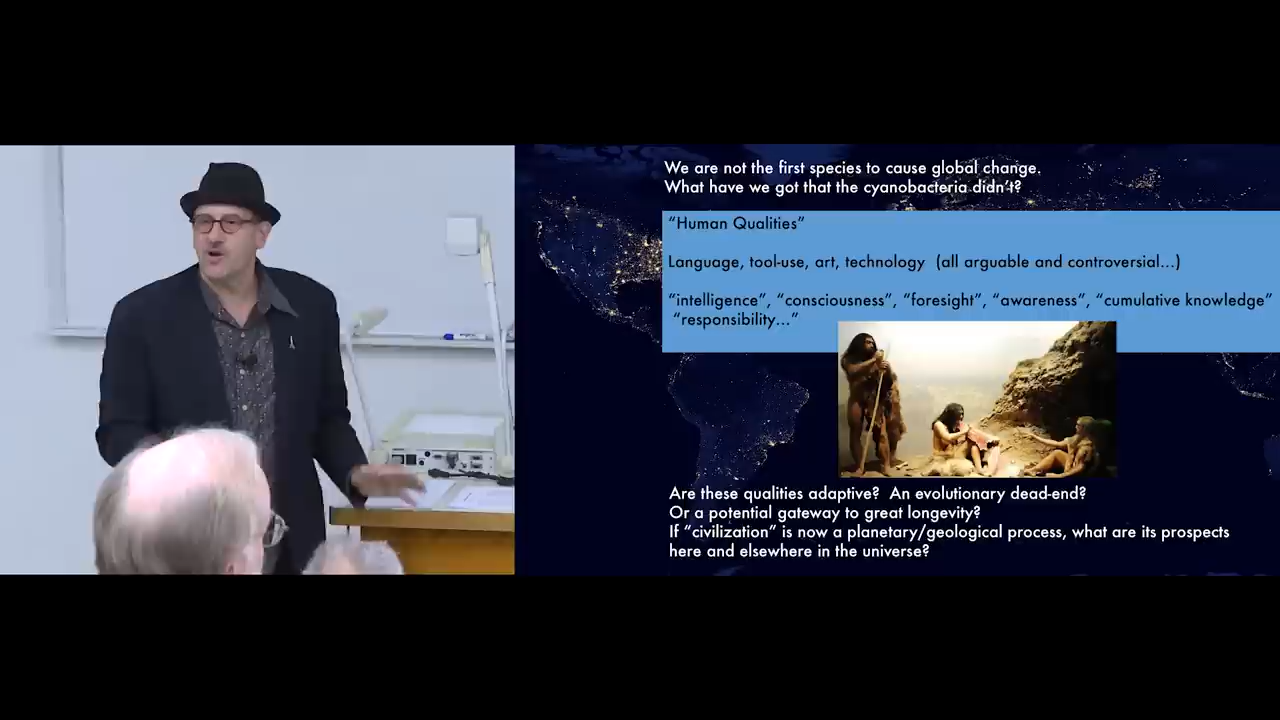 We are not the first species to cause global change.
What have we got that the cyanobacteria didn't?
“Human Qualities”
Language, tool-use, art, technology (all arguable and controversial...)
“intelligence”, “consciousness”, “foresight”, “awareness”, “cumulative knowledge”
“responsibility...”
Are these qualities adaptive? An evolutionary dead-end?
Or a potential gateway to great longevity?
If “civilization” is now a planetary/geological process, what are its prospects
here and elsewhere in the universe?